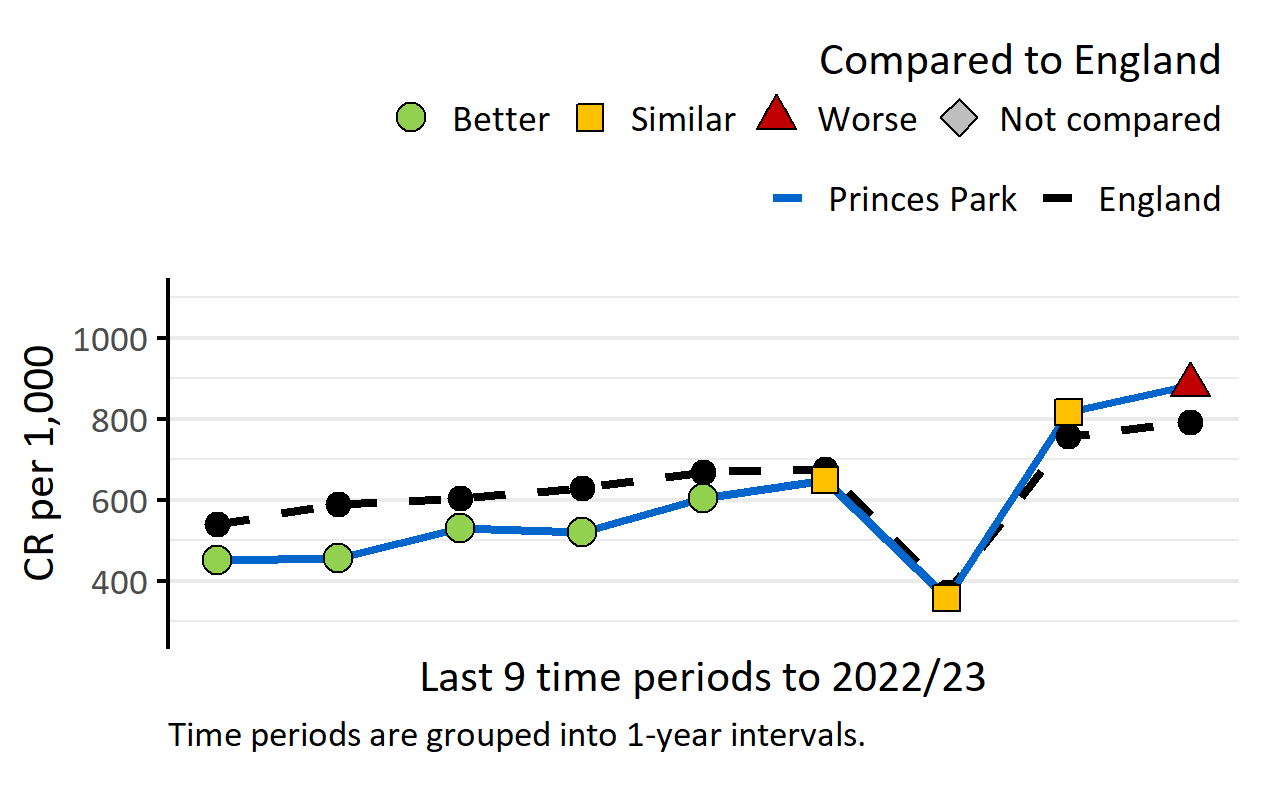 Compared to England
Better Similar Worse Not compared
Princes Park England
CR per 1,000
1000
800
600
400
Last 9 time periods to 2022/23
Time periods are grouped into 1-year intervals.